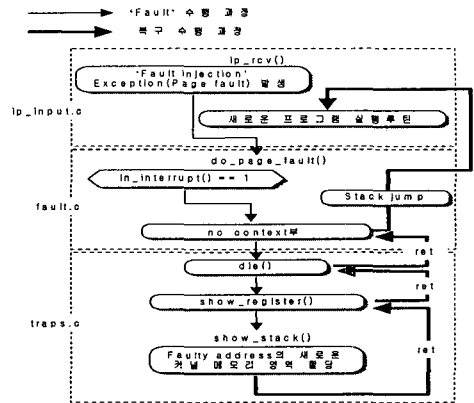 'Fault' 수행 과정
복구 수행 과정
ip_rcv()
'Fault Injection'
Exception(Page fault) 발생
ip_input.c
새로운 프로그램 실행루틴
do_page_fault()
in_interrupt() == 1
Stack jump
fault.c
no context부
ret
die()
ret
show_register()
traps.c
show_stack()
ret
Faulty address의 새로운
커널 메모리 영역 할당